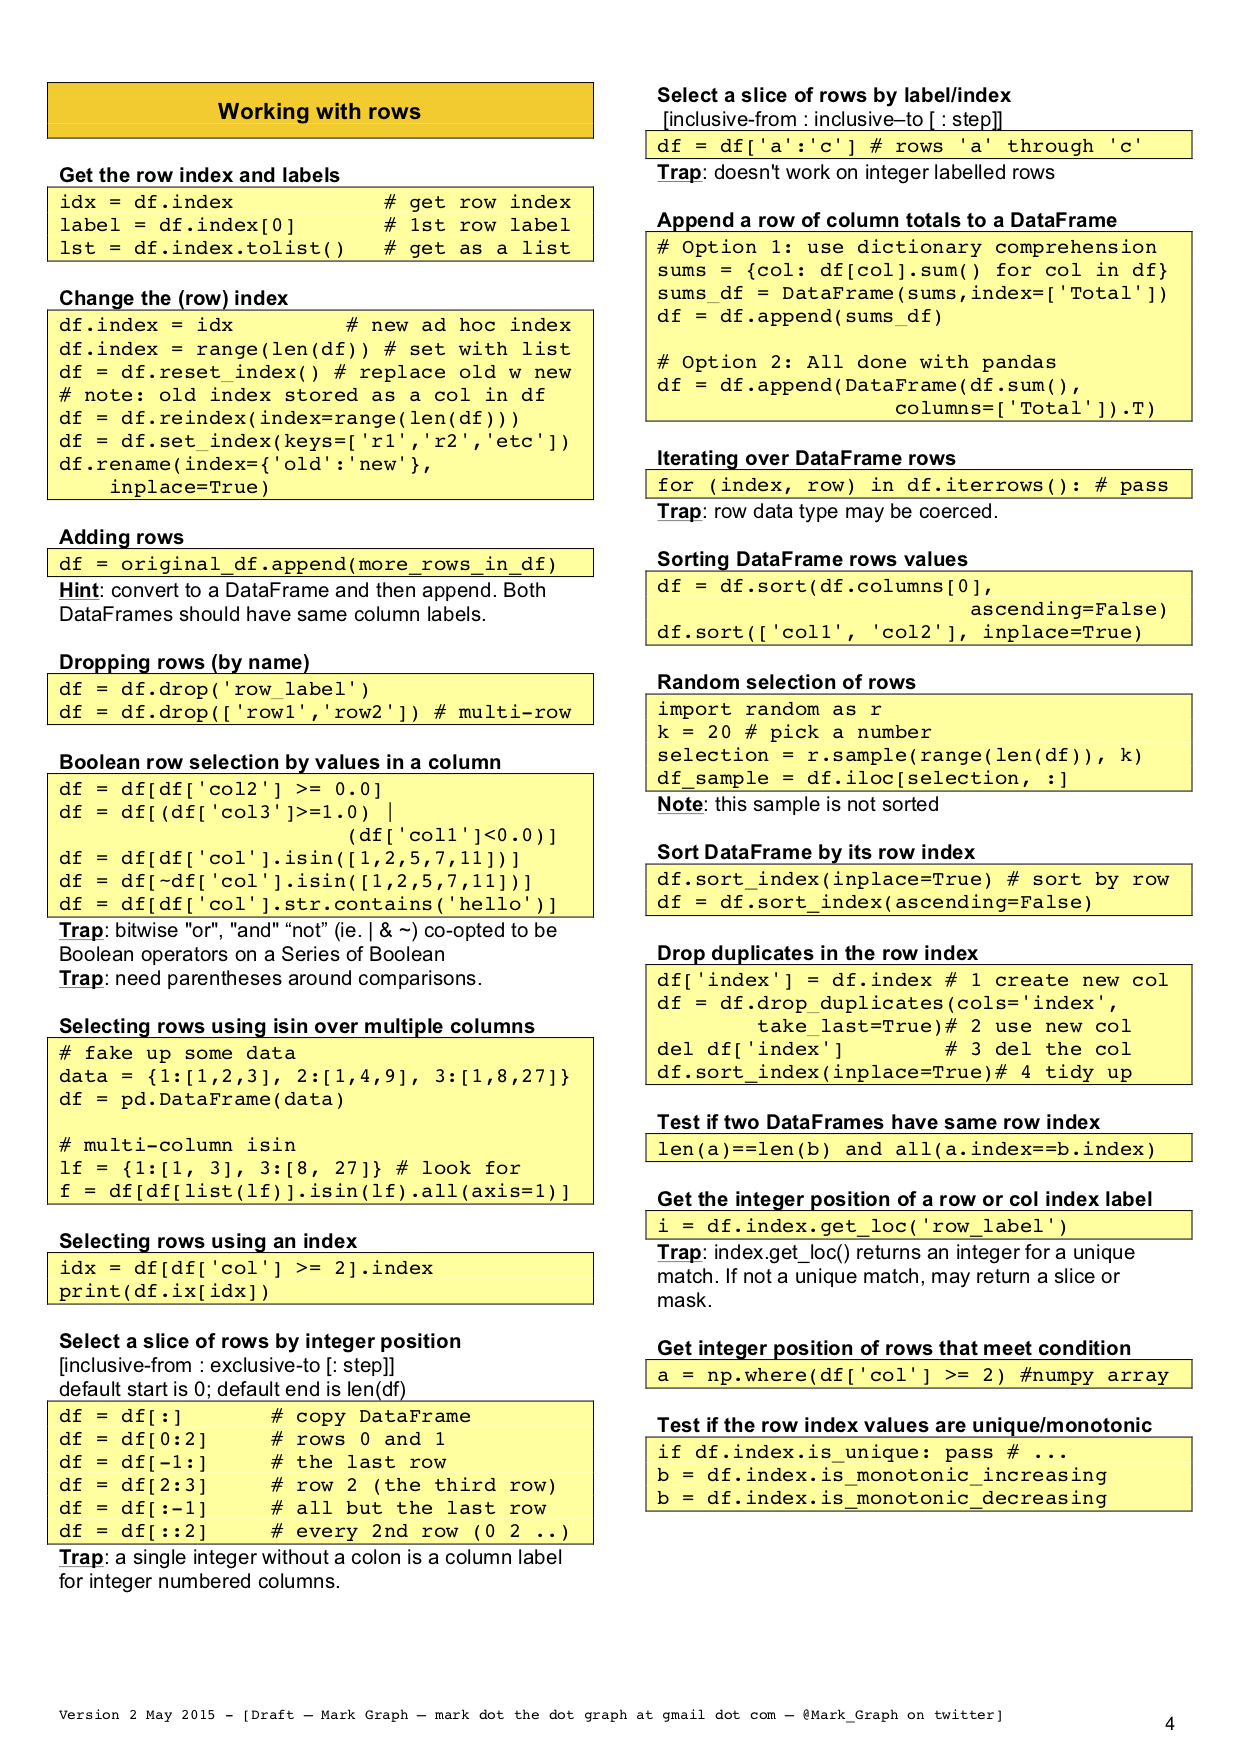 Working with rows
Get the row index and labels
idx = df.index            # get row index
label = df.index[0]       # 1st row label
lst = df.index.tolist()   # get as a list
Change the (row) index
df.index = idx         # new ad hoc index
df.index = range(len(df)) # set with list
df = df.reset_index() # replace old w new
# note: old index stored as a col in df
df = df.reindex(index=range(len(df)))
df = df.set_index(keys=['r1','r2','etc'])
df.rename(index={'old':'new'},
    inplace=True)
Adding rows
df = original_df.append(more_rows_in_df)
Hint: convert to a DataFrame and then append. Both
DataFrames should have same column labels.
Dropping rows (by name)
df = df.drop('row_label')
df = df.drop(['row1','row2']) # multi-row
Boolean row selection by values in a column
df = df[df['col2'] >= 0.0]
df = df[(df['col3']>=1.0) |
                       (df['col1']<0.0)]
df = df[df['col'].isin([1,2,5,7,11])]
df = df[~df['col'].isin([1,2,5,7,11])]
df = df[df['col'].str.contains('hello')]
Trap: bitwise "or", "and" “not” (ie. | & ~) co-opted to be
Boolean operators on a Series of Boolean
Trap: need parentheses around comparisons.
Selecting rows using isin over multiple columns
# fake up some data
data = {1:[1,2,3], 2:[1,4,9], 3:[1,8,27]}
df = pd.DataFrame(data)
# multi-column isin
lf = {1:[1, 3], 3:[8, 27]} # look for
f = df[df[list(lf)].isin(lf).all(axis=1)]
Selecting rows using an index
idx = df[df['col'] >= 2].index
print(df.ix[idx])
Select a slice of rows by integer position
[inclusive-from : exclusive-to [: step]]
default start is 0; default end is len(df)
df = df[:]       # copy DataFrame
df = df[0:2]     # rows 0 and 1
df = df[-1:]     # the last row
df = df[2:3]     # row 2 (the third row)
df = df[:-1]     # all but the last row
df = df[::2]     # every 2nd row (0 2 ..)
Trap: a single integer without a colon is a column label
for integer numbered columns.
Select a slice of rows by label/index
[inclusive-from : inclusive–to [ : step]]
df = df['a':'c'] # rows 'a' through 'c'
Trap: doesn't work on integer labelled rows
Append a row of column totals to a DataFrame
# Option 1: use dictionary comprehension
sums = {col: df[col].sum() for col in df}
sums_df = DataFrame(sums,index=['Total'])
df = df.append(sums_df)
# Option 2: All done with pandas
df = df.append(DataFrame(df.sum(),
                   columns=['Total']).T)
Iterating over DataFrame rows
for (index, row) in df.iterrows(): # pass
Trap: row data type may be coerced.
Sorting DataFrame rows values
df = df.sort(df.columns[0],
                         ascending=False)
df.sort(['col1', 'col2'], inplace=True)
Random selection of rows
import random as r
k = 20 # pick a number
selection = r.sample(range(len(df)), k)
df_sample = df.iloc[selection, :]
Note: this sample is not sorted
Sort DataFrame by its row index
df.sort_index(inplace=True) # sort by row
df = df.sort_index(ascending=False)
Drop duplicates in the row index
df['index'] = df.index # 1 create new col
df = df.drop_duplicates(cols='index',
        take_last=True)# 2 use new col
del df['index']        # 3 del the col
df.sort_index(inplace=True)# 4 tidy up
Test if two DataFrames have same row index
len(a)==len(b) and all(a.index==b.index)
Get the integer position of a row or col index label
i = df.index.get_loc('row_label')
Trap: index.get_loc() returns an integer for a unique
match. If not a unique match, may return a slice or
mask.
Get integer position of rows that meet condition
a = np.where(df['col'] >= 2) #numpy array
Test if the row index values are unique/monotonic
if df.index.is_unique: pass # ...
b = df.index.is_monotonic_increasing
b = df.index.is_monotonic_decreasing
Version 2 May 2015 - [Draft – Mark Graph – mark dot the dot graph at gmail dot com – @Mark_Graph on twitter]
4